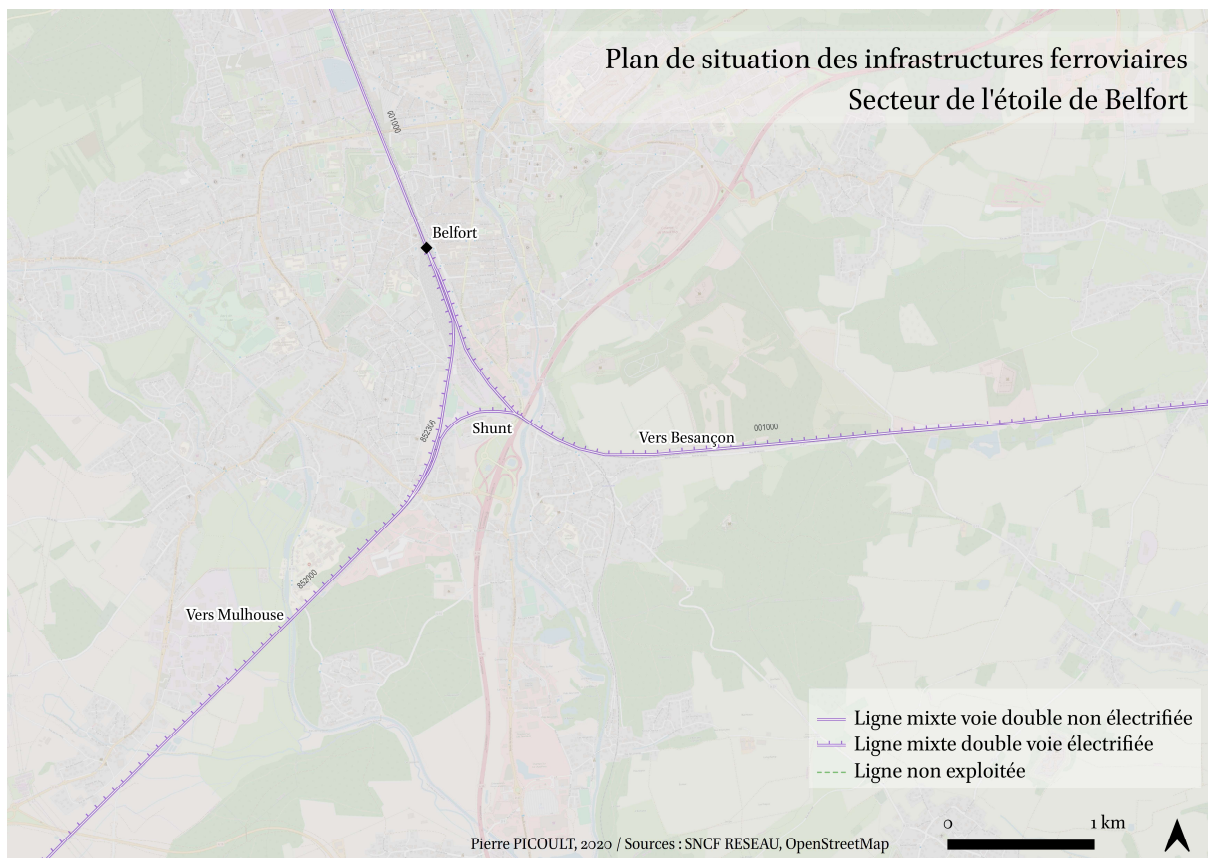 Plan de situation des infrastructures ferroviaires
Secteur de l'étoile de Belfort
001000
Belfort
852300
Shunt
Vers Besançon
001000
852000
Vers Mulhouse
Ligne mixte voie double non électrifiée
Ligne mixte double voie électrifiée
Ligne non exploitée
0 1 km
Pierre PICOULT, 2020 / Sources : SNCF RESEAU, OpenStreetMap